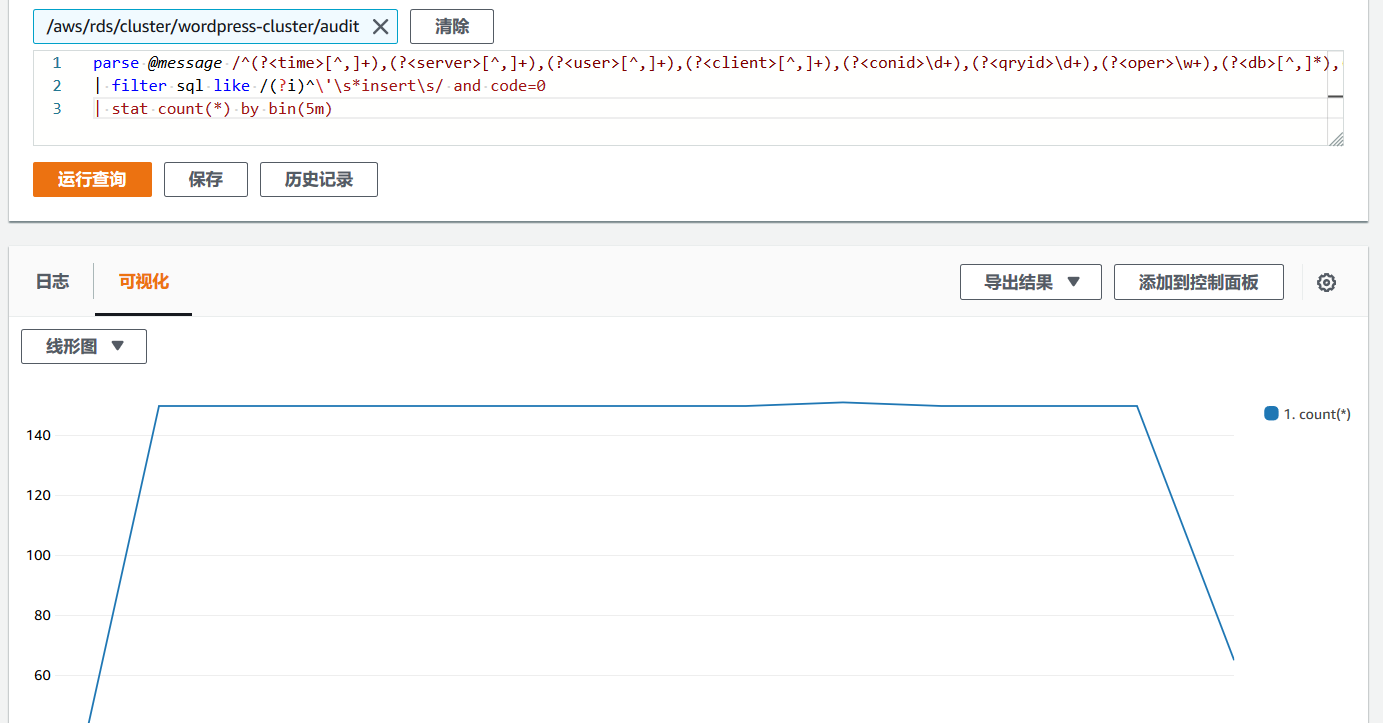 /aws/rds/cluster/wordpress-cluster/audit
清除
1 parse @message /^(?<time>[^,]+),(?<server>[^,]+),(?<user>[^,]+),(?<client>[^,]+),(?<conid>\d+),(?<qryid>\d+),(?<oper>\w+),(?<db>[^,]*),
2 | filter sql like /(?i)^\'\s*insert\s/ and code=0
3 | stat count(*) by bin(5m)
运行查询
保存
历史记录
日志
可视化
导出结果
添加到控制面板
线形图
1. count(*)
140
120
100
80
60